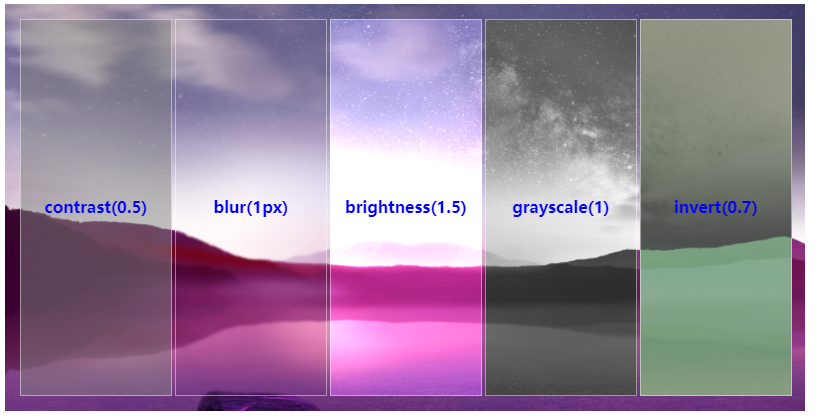 contrast(0.5)
blur(1px)
brightness(1.5)
grayscale(1)
invert(0.7)